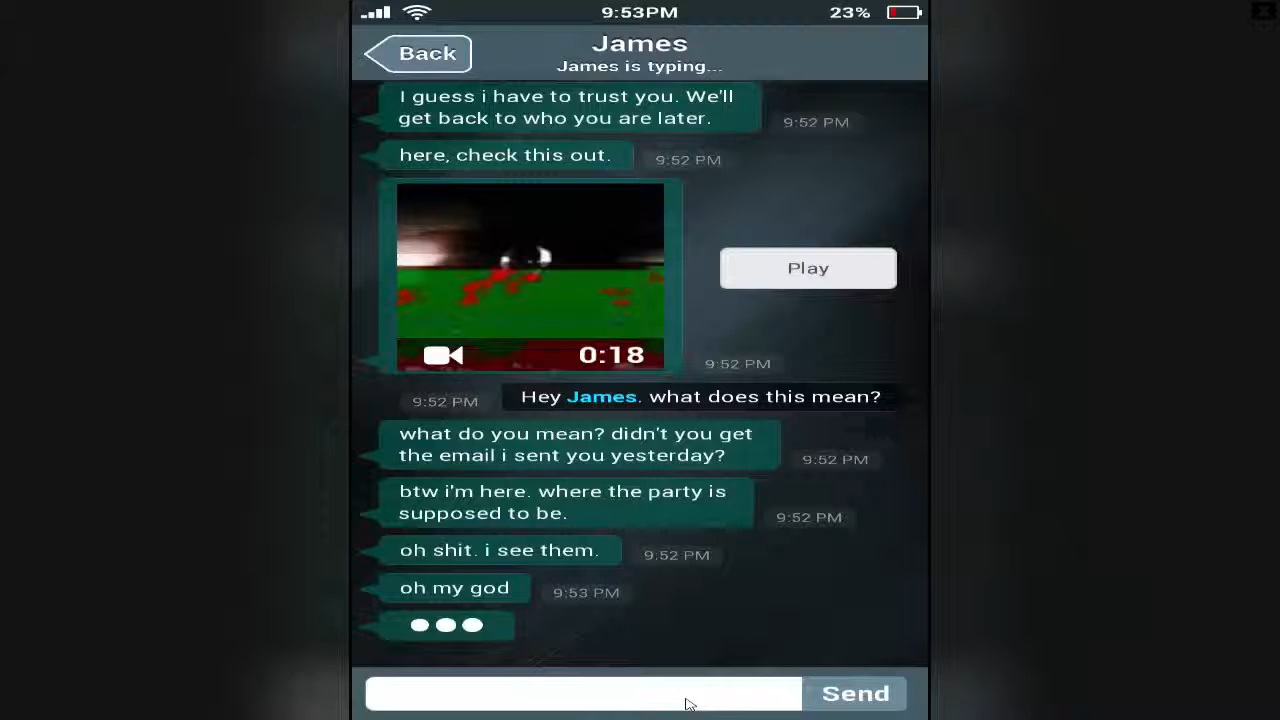 9:53PM
23%
Back
James
James is typing...
I guess i have to trust you. We'll
get back to who you are later.
9:52 PM
here, check this out.
9:52 PM
Play
0:18
9:52 PM
9:52 PM
Hey James. what does this mean?
what do you mean? didn't you get
the email i sent you yesterday?
9:52 PM
btw i'm here. where the party is
supposed to be.
9:52 PM
oh shit. i see them.
9:52 PM
oh my god
9:53 PM
Send